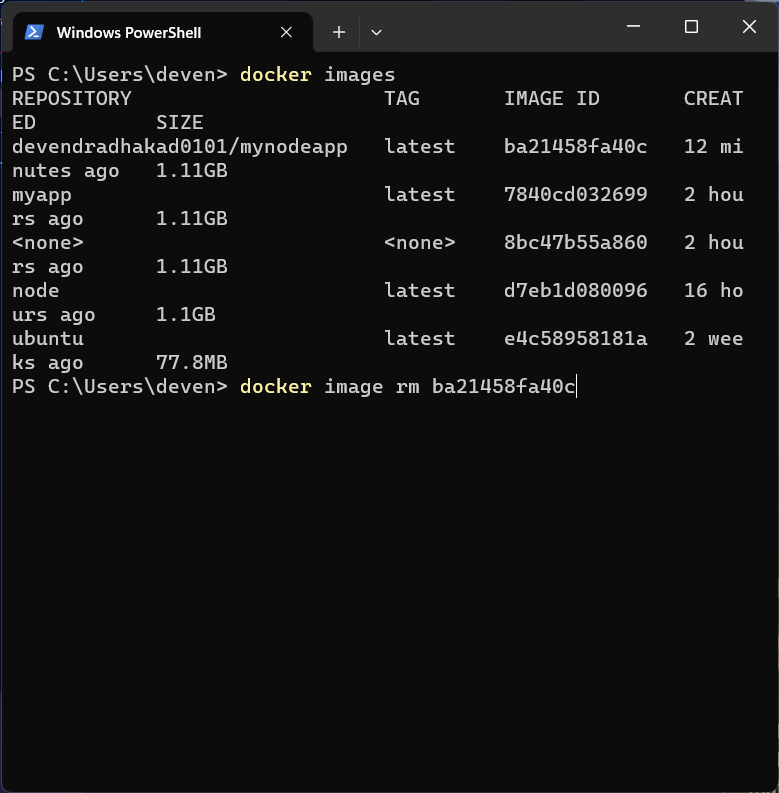 Windows PowerShell
PS C:\Users\deven> docker images
REPOSITORY                     TAG       IMAGE ID       CREAT
ED          SIZE
devendradhakad0101/mynodeapp   latest    ba21458fa40c   12 mi
nutes ago   1.11GB
myapp                          latest    7840cd032699   2 hou
rs ago      1.11GB
<none>                         <none>    8bc47b55a860   2 hou
rs ago      1.11GB
node                           latest    d7eb1d080096   16 ho
urs ago     1.1GB
ubuntu                         latest    e4c58958181a   2 wee
ks ago      77.8MB
PS C:\Users\deven> docker image rm ba21458fa40c